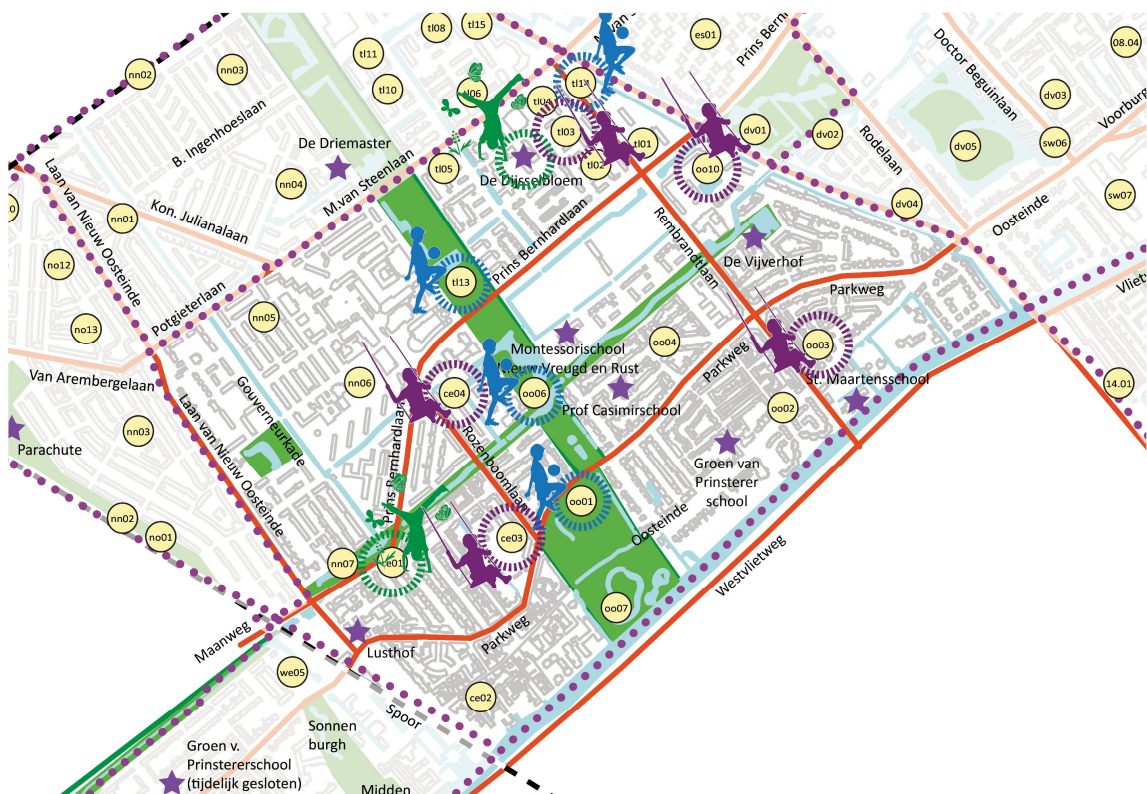 tl15
tl08
es01
08.04
tl11
nn02
nn03
tl10
tl06
tl04
tl14
dv03
Prins Bern
Doctor Beguinlaan
Voorburg
B. Ingenhoeslaan
De Driemaster
tl03
tl01
dv01
dv02
sw06
dv05
Rodelaan
tl02
tl05
De Dijsselbloem
oo10
nn04
M.van Steenlaan
Laan van Nieuw Oosteinde
Kon. Julianalaan
nn01
dv04
sw07
Oosteinde
Prins Bernhardlaan
Rembrandtlaan
De Vijverhof
no12
tl13
Parkweg
Vliet
Potgieterlaan
nn05
no13
Montessorischool
Nieuw Vreugd en Rust
oo04
oo03
Parkweg
Van Arembergelaan
nn06
ce04
oo06
St. Maartensschool
14.01
Gouverneurkade
Prof Casimirschool
oo02
Laan van Nieuw Oosteinde
Prins Bernhardlaan
Rozenboomlaan
nn03
Parachute
Groen van
Prinsterer
school
oo01
nn02
no01
ce03
Oosteinde
nn07
ce01
Westvlietweg
oo07
Maanweg
Lusthof
Parkweg
we05
ce02
Spoor
Sonnen
burgh
Groen v.
Prinstererschool
(tijdelijk gesloten)
Midden